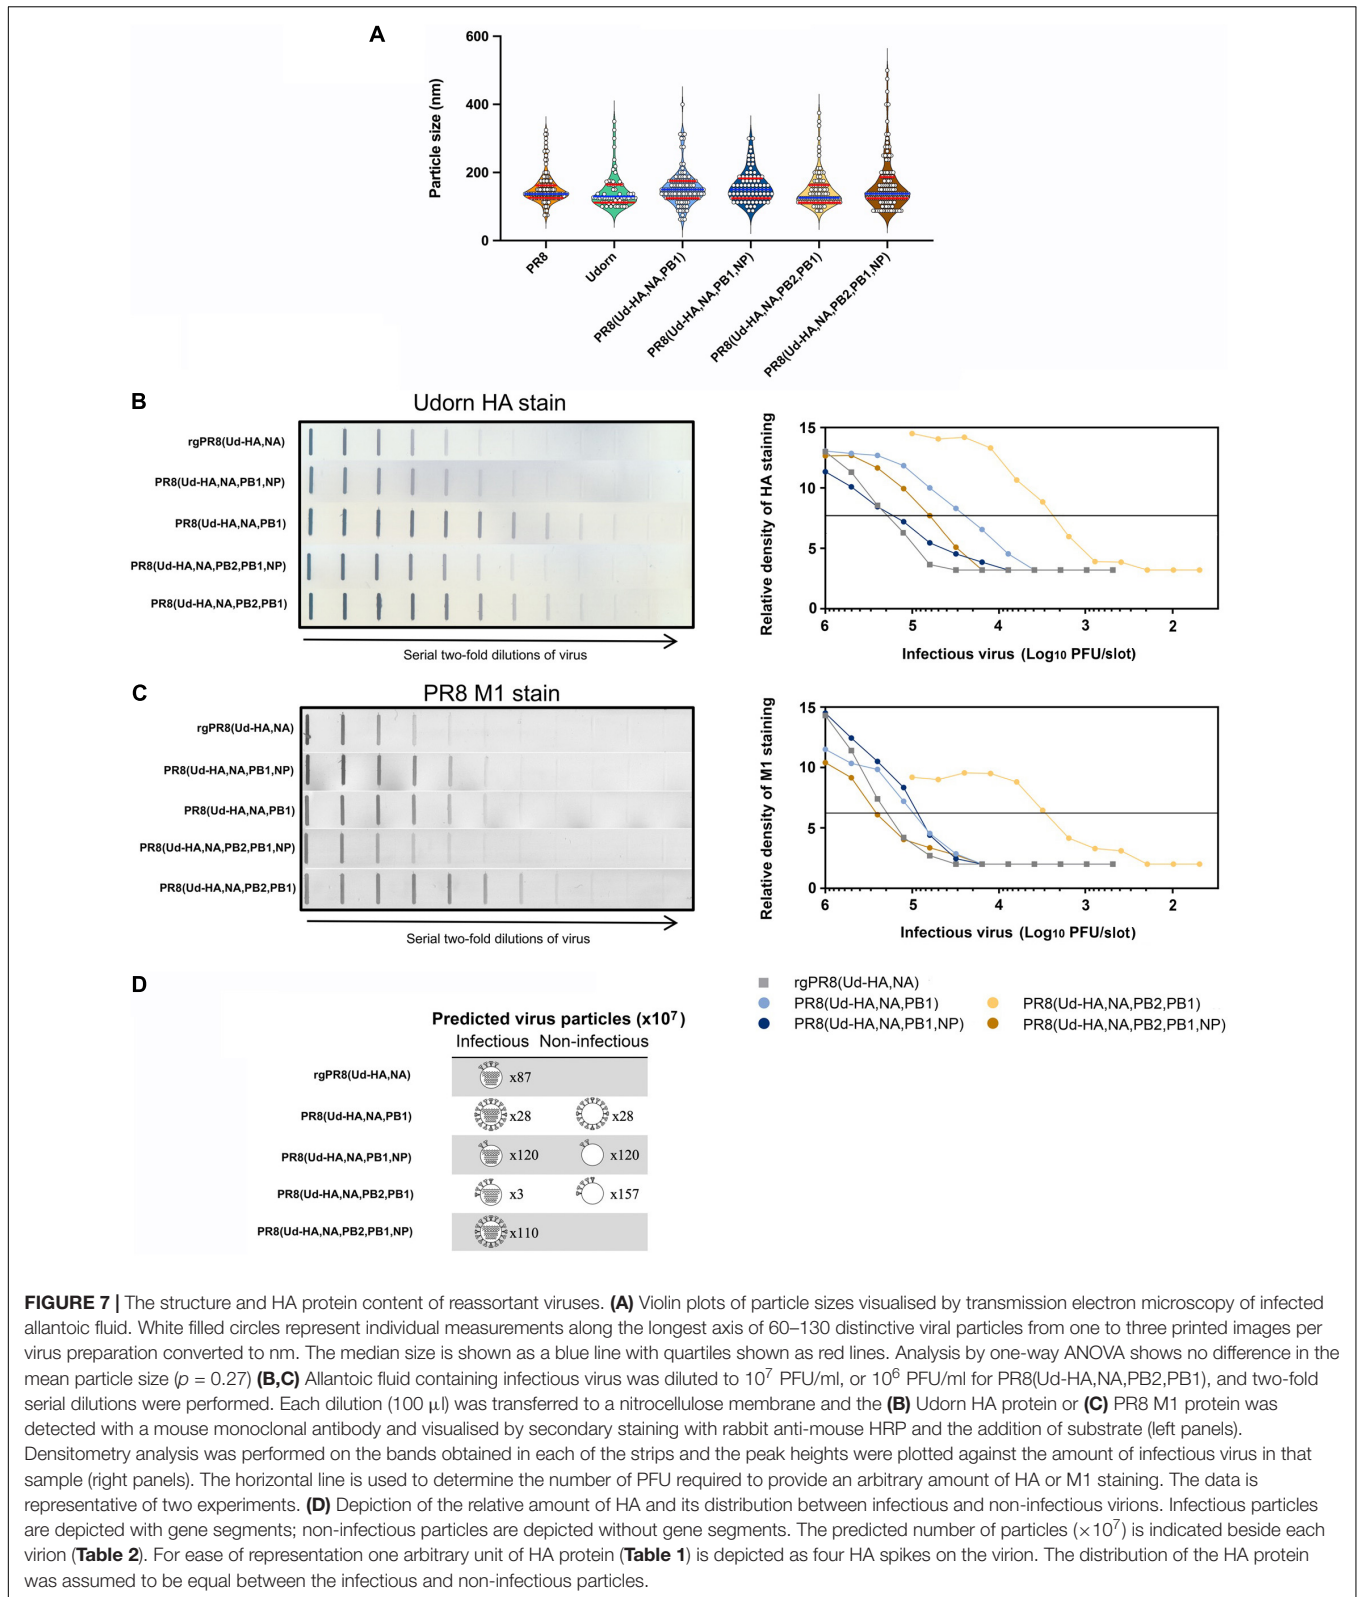 A
600
400
200
0
Particle size (nm)
PR8
Udorn
PR8(Ud-HA,NA,PB1)
PR8(Ud-HA,NA,PB1,NP)
PR8(Ud-HA,NA,PB2,PB1)
PR8(Ud-HA,NA,PB2,PB1,NP)
B
Udorn HA stain
rgPR8(Ud-HA,NA)
PR8(Ud-HA,NA,PB1,NP)
PR8(Ud-HA,NA,PB1)
PR8(Ud-HA,NA,PB2,PB1,NP)
PR8(Ud-HA,NA,PB2,PB1)
Serial two-fold dilutions of virus
Relative density of HA staining
15
10
5
0
6 5 4 3 2
Infectious virus (Log10 PFU/slot)
C
PR8 M1 stain
rgPR8(Ud-HA,NA)
PR8(Ud-HA,NA,PB1,NP)
PR8(Ud-HA,NA,PB1)
PR8(Ud-HA,NA,PB2,PB1,NP)
PR8(Ud-HA,NA,PB2,PB1)
Serial two-fold dilutions of virus
Relative density of M1 staining
15
10
5
0
6 5 4 3 2
Infectious virus (Log10 PFU/slot)
rgPR8(Ud-HA,NA)
PR8(Ud-HA,NA,PB1) PR8(Ud-HA,NA,PB2,PB1)
PR8(Ud-HA,NA,PB1,NP) PR8(Ud-HA,NA,PB2,PB1,NP)
D
Predicted virus particles (x10⁷)
Infectious Non-infectious
rgPR8(Ud-HA,NA) x87
PR8(Ud-HA,NA,PB1) x28 x28
PR8(Ud-HA,NA,PB1,NP) x120 x120
PR8(Ud-HA,NA,PB2,PB1) x3 x157
PR8(Ud-HA,NA,PB2,PB1,NP) x110
FIGURE 7 | The structure and HA protein content of reassortant viruses. (A) Violin plots of particle sizes visualised by transmission electron microscopy of infected
allantoic fluid. White filled circles represent individual measurements along the longest axis of 60–130 distinctive viral particles from one to three printed images per
virus preparation converted to nm. The median size is shown as a blue line with quartiles shown as red lines. Analysis by one-way ANOVA shows no difference in the
mean particle size (p = 0.27) (B,C) Allantoic fluid containing infectious virus was diluted to 10⁷ PFU/ml, or 10⁶ PFU/ml for PR8(Ud-HA,NA,PB2,PB1), and two-fold
serial dilutions were performed. Each dilution (100 μl) was transferred to a nitrocellulose membrane and the (B) Udorn HA protein or (C) PR8 M1 protein was
detected with a mouse monoclonal antibody and visualised by secondary staining with rabbit anti-mouse HRP and the addition of substrate (left panels).
Densitometry analysis was performed on the bands obtained in each of the strips and the peak heights were plotted against the amount of infectious virus in that
sample (right panels). The horizontal line is used to determine the number of PFU required to provide an arbitrary amount of HA or M1 staining. The data is
representative of two experiments. (D) Depiction of the relative amount of HA and its distribution between infectious and non-infectious virions. Infectious particles
are depicted with gene segments; non-infectious particles are depicted without gene segments. The predicted number of particles (×10⁷) is indicated beside each
virion (Table 2). For ease of representation one arbitrary unit of HA protein (Table 1) is depicted as four HA spikes on the virion. The distribution of the HA protein
was assumed to be equal between the infectious and non-infectious particles.